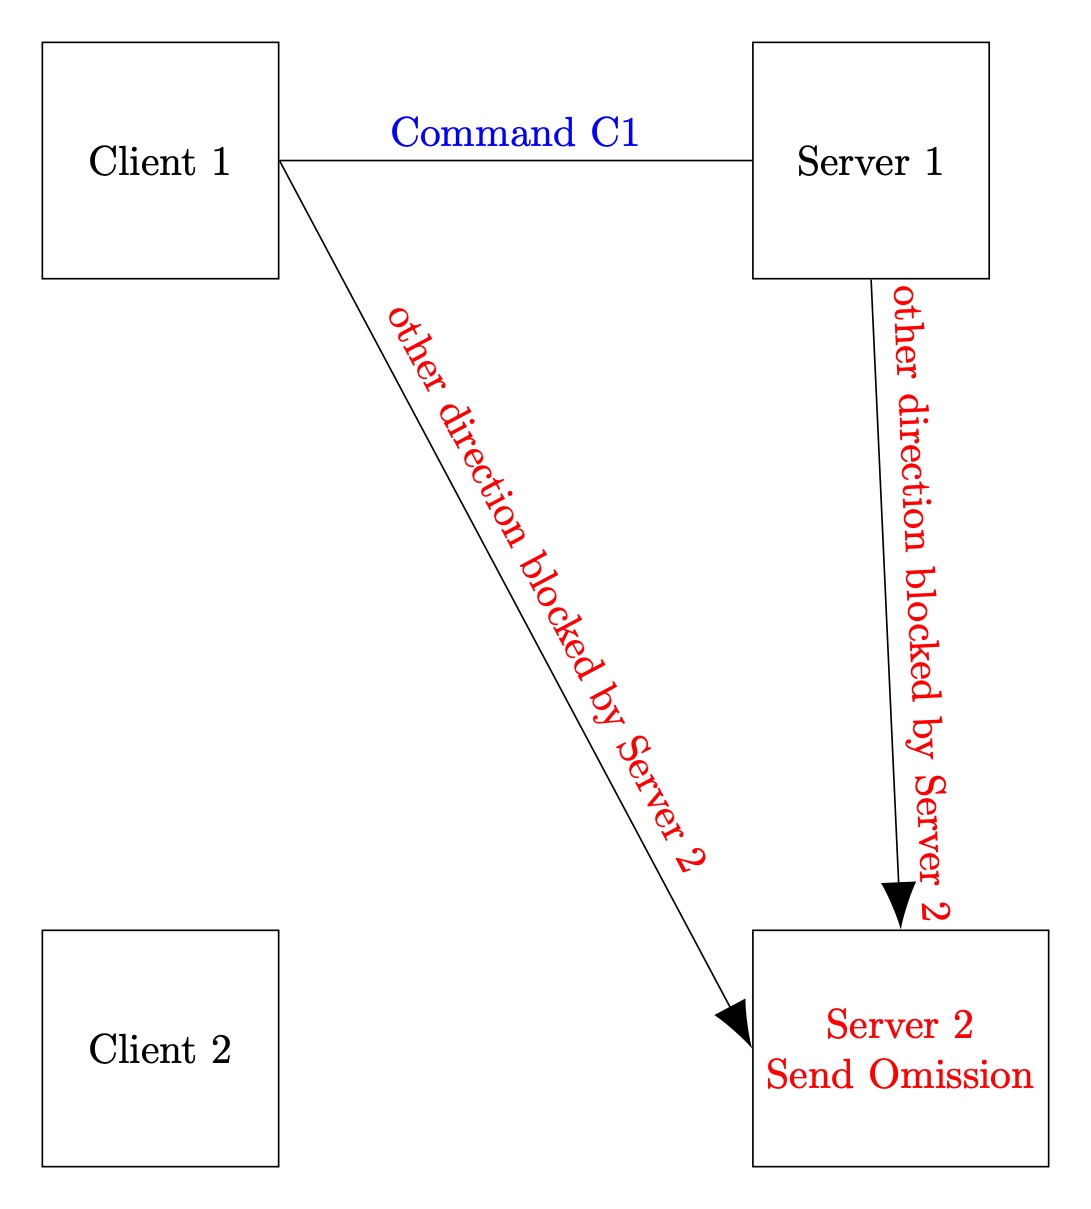 Command C1
Client 1
Server 1
other direction blocked by Server 2
other direction blocked by Server 2
Client 2
Server 2
Send Omission